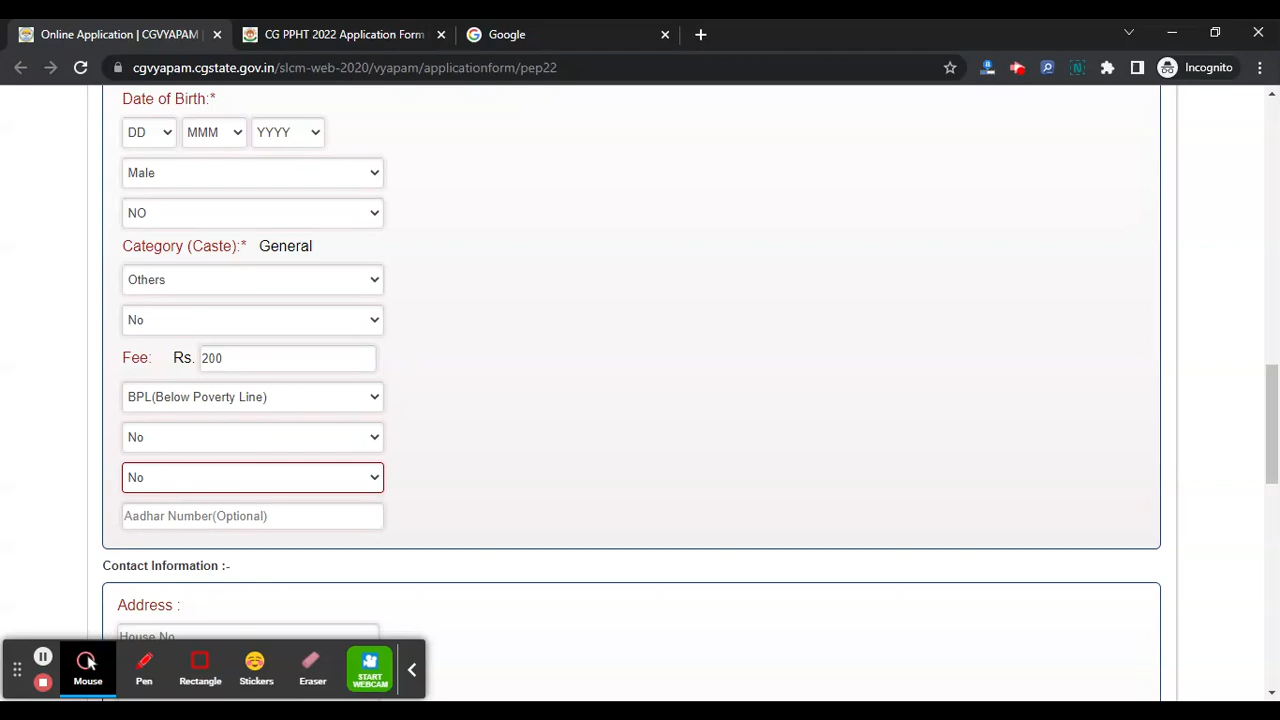 Online Application | CGVYAPAM
CG PPHT 2022 Application Form
Google
cgvyapam.cgstate.gov.in/slcm-web-2020/vyapam/applicationform/pep22
Incognito
Date of Birth:*
DD MMM YYYY
Male
NO
Category (Caste):* General
Others
No
Fee: Rs. 200
BPL(Below Poverty Line)
No
No
Aadhar Number(Optional)
Contact Information :-
Address :
House No
Mouse Pen Rectangle Stickers Eraser START WEBCAM